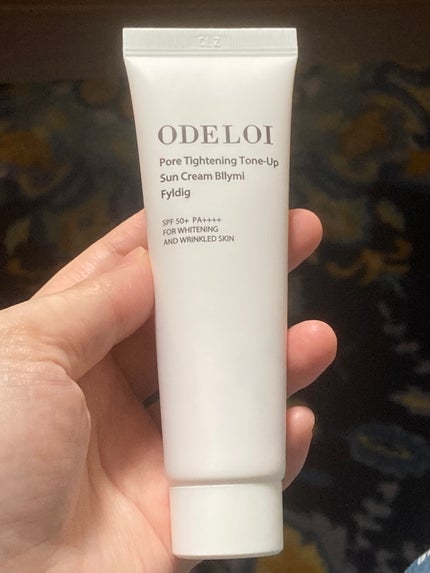 ODELOI
Pore Tightening Tone-Up
Sun Cream Bllymi
Fyldig
SPF 50+ PA++++
FOR WHITENING
AND WRINKLED SKIN